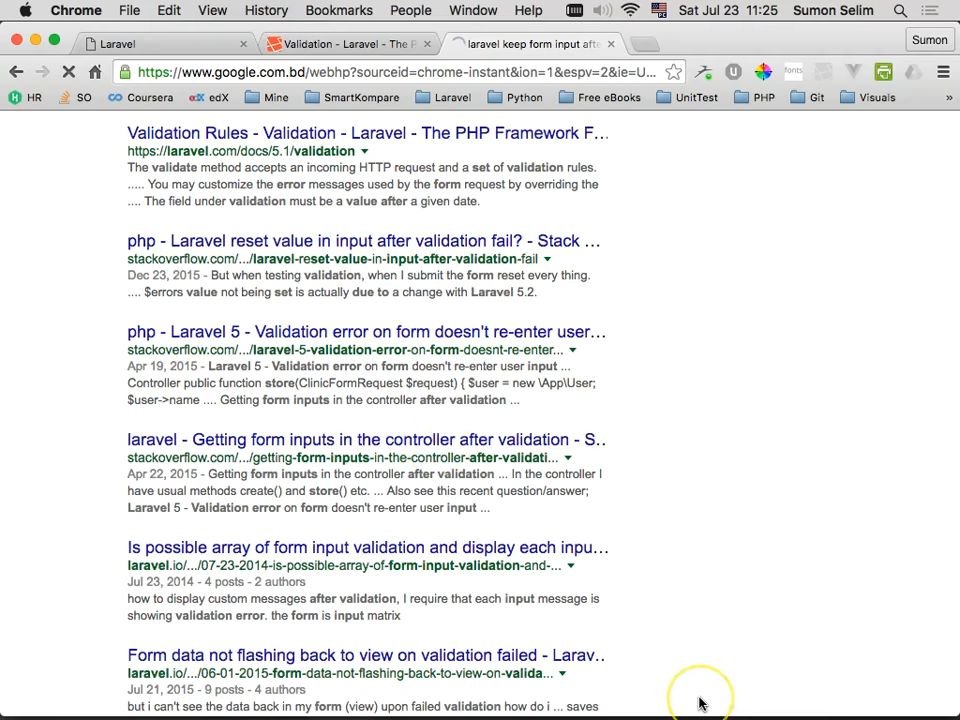 Chrome File Edit View History Bookmarks People Window Help Sat Jul 23 11:25 Sumon Selim
Laravel Validation - Laravel - The P laravel keep form input afte Sumon
https://www.google.com.bd/webhp?sourceid=chrome-instant&ion=1&espv=2&ie=U... fonts
HR SO Coursera edX Mine SmartKompare Laravel Python Free eBooks UnitTest PHP Git Visuals »
Validation Rules - Validation - Laravel - The PHP Framework F...
https://laravel.com/docs/5.1/validation
The validate method accepts an incoming HTTP request and a set of validation rules.
..... You may customize the error messages used by the form request by overriding the
.... The field under validation must be a value after a given date.
php - Laravel reset value in input after validation fail? - Stack ...
stackoverflow.com/.../laravel-reset-value-in-input-after-validation-fail
Dec 23, 2015 - But when testing validation, when I submit the form reset every thing.
.... $errors value not being set is actually due to a change with Laravel 5.2.
php - Laravel 5 - Validation error on form doesn't re-enter user...
stackoverflow.com/.../laravel-5-validation-error-on-form-doesnt-re-enter...
Apr 19, 2015 - Laravel 5 - Validation error on form doesn't re-enter user input ...
Controller public function store(ClinicFormRequest $request) { $user = new \App\User;
$user->name .... Getting form inputs in the controller after validation ...
laravel - Getting form inputs in the controller after validation - S..
stackoverflow.com/.../getting-form-inputs-in-the-controller-after-validati...
Apr 22, 2015 - Getting form inputs in the controller after validation ... In the controller I
have usual methods create() and store() etc. ... Also see this recent question/answer;
Laravel 5 - Validation error on form doesn't re-enter user input ...
Is possible array of form input validation and display each inpu...
laravel.io/.../07-23-2014-is-possible-array-of-form-input-validation-and-...
Jul 23, 2014 - 4 posts - 2 authors
how to display custom messages after validation, I require that each input message is
showing validation error. the form is input matrix
Form data not flashing back to view on validation failed - Larav..
laravel.io/.../06-01-2015-form-data-not-flashing-back-to-view-on-valida...
Jul 21, 2015 - 9 posts - 4 authors
but i can't see the data back in my form (view) upon failed validation how do i ... saves